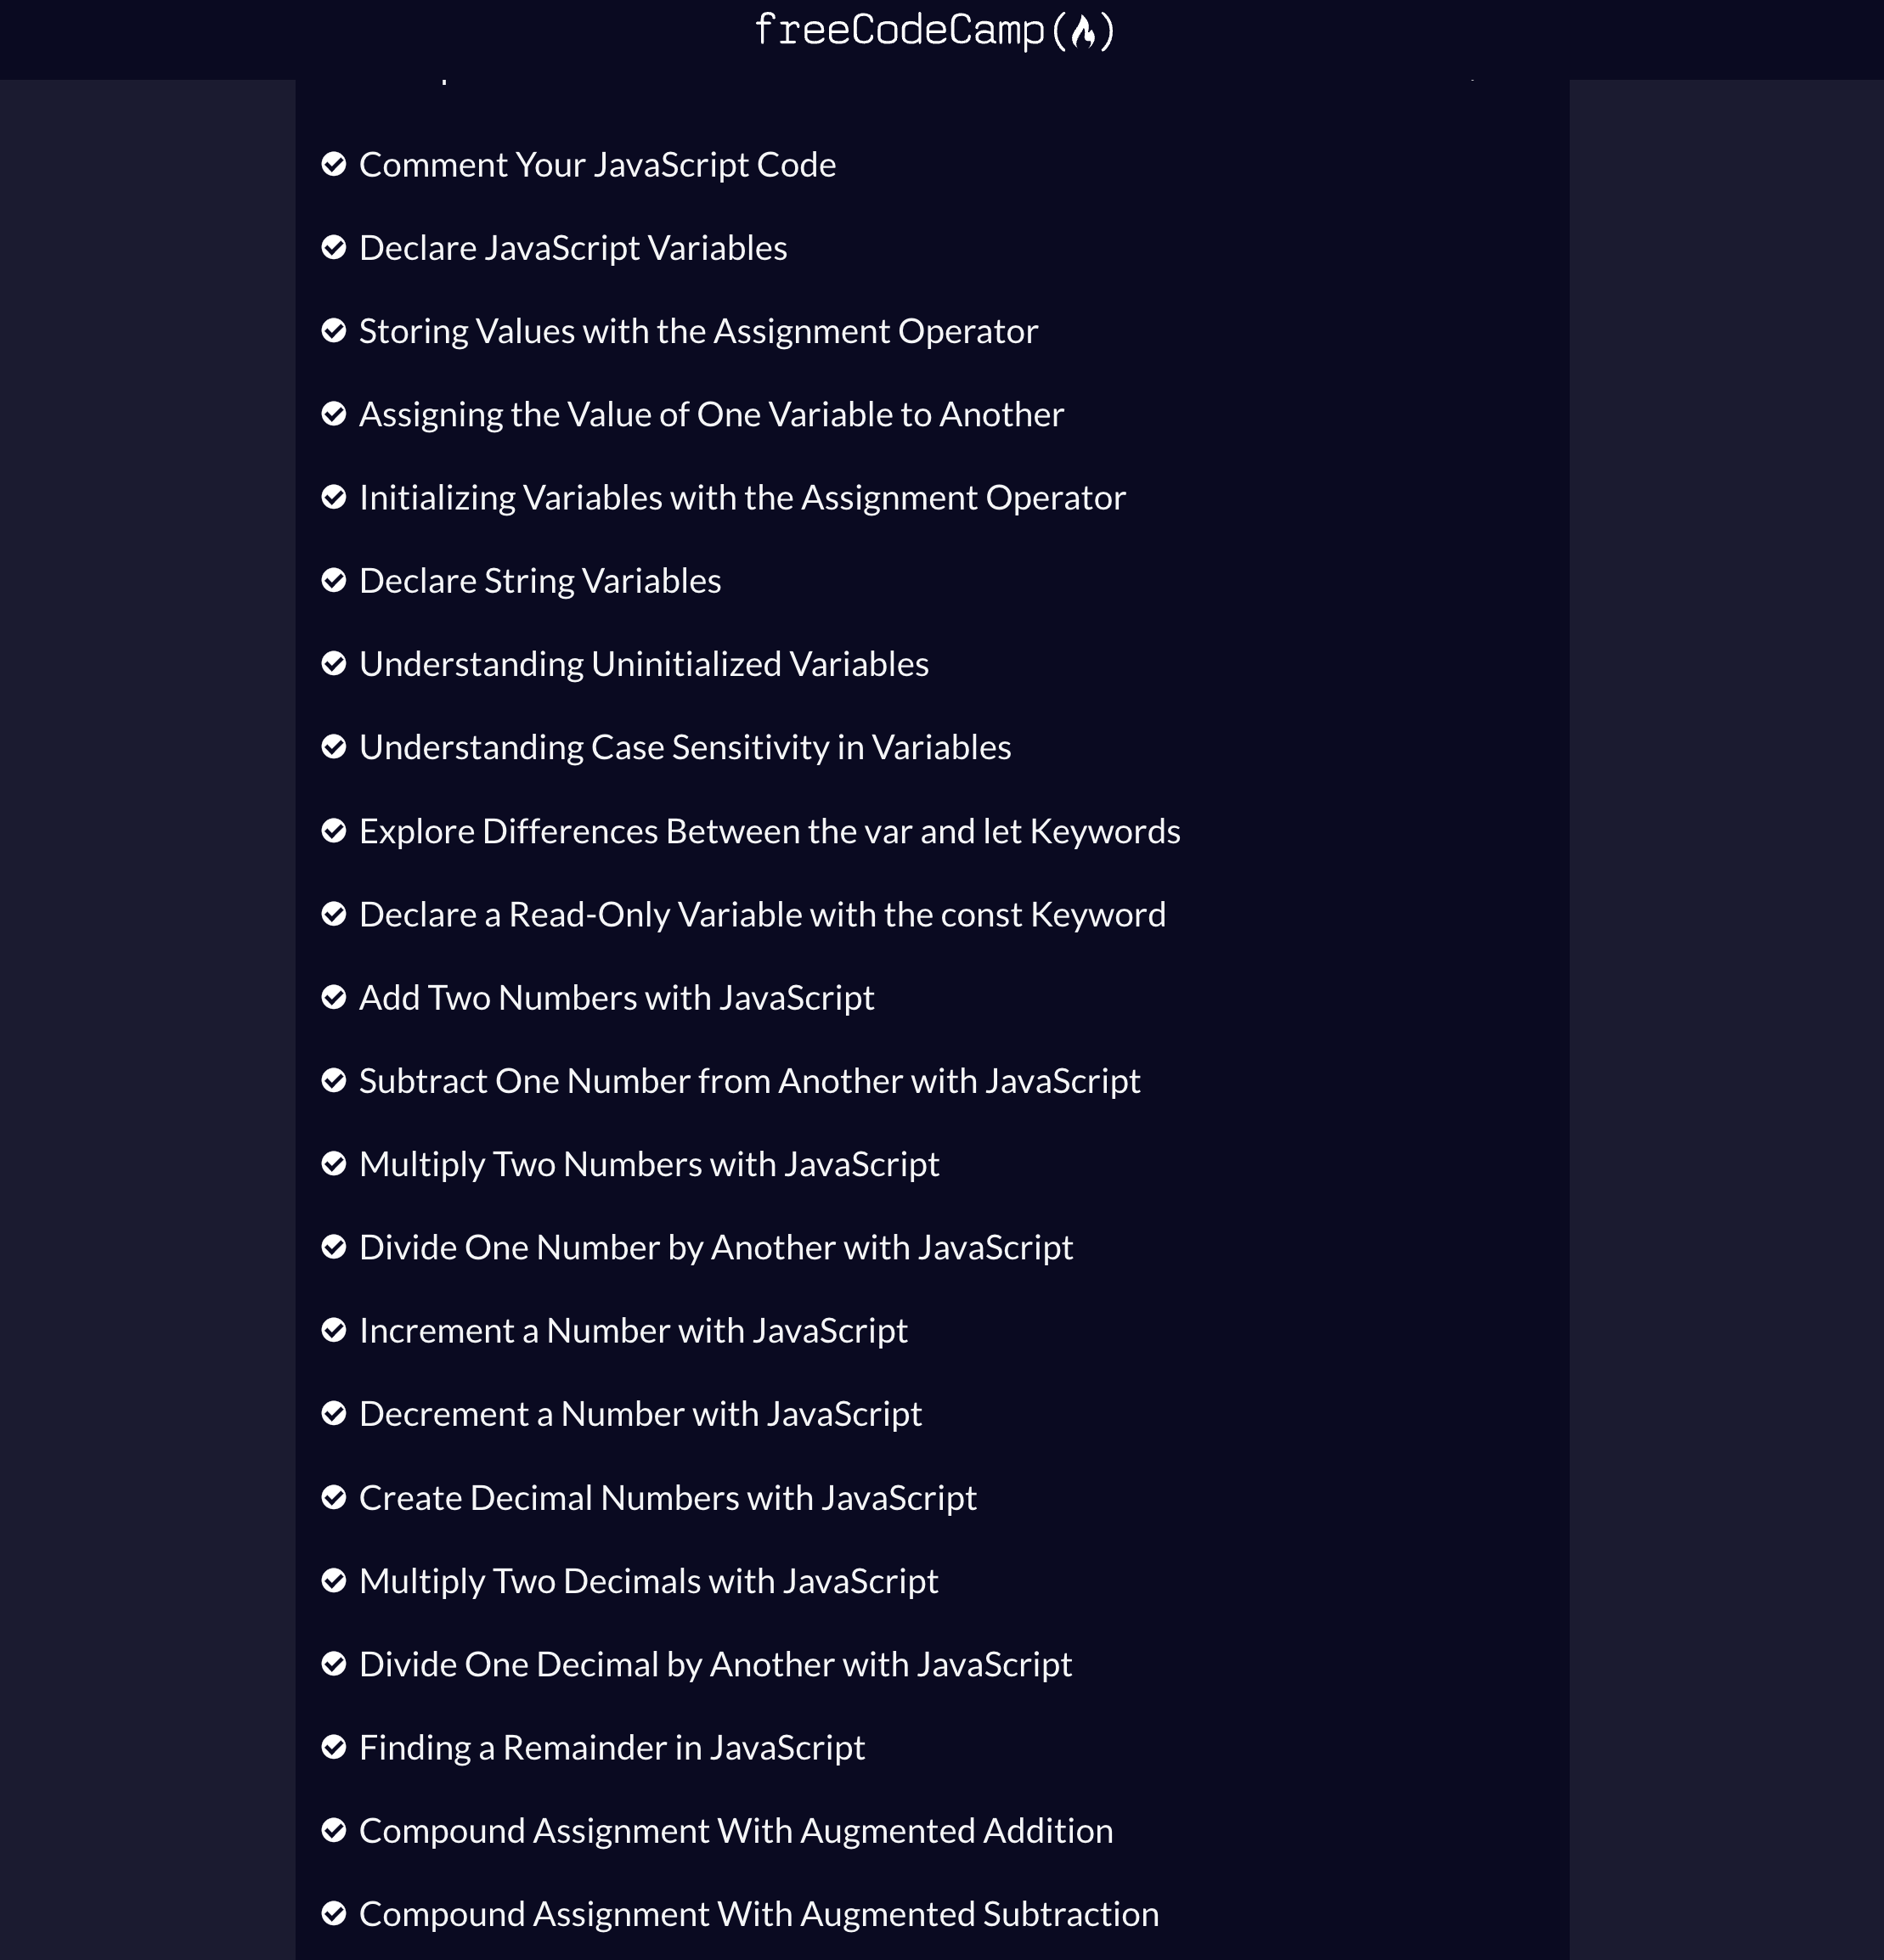 freeCodeCamp
Comment Your JavaScript Code
Declare JavaScript Variables
Storing Values with the Assignment Operator
Assigning the Value of One Variable to Another
Initializing Variables with the Assignment Operator
Declare String Variables
Understanding Uninitialized Variables
Understanding Case Sensitivity in Variables
Explore Differences Between the var and let Keywords
Declare a Read-Only Variable with the const Keyword
Add Two Numbers with JavaScript
Subtract One Number from Another with JavaScript
Multiply Two Numbers with JavaScript
Divide One Number by Another with JavaScript
Increment a Number with JavaScript
Decrement a Number with JavaScript
Create Decimal Numbers with JavaScript
Multiply Two Decimals with JavaScript
Divide One Decimal by Another with JavaScript
Finding a Remainder in JavaScript
Compound Assignment With Augmented Addition
Compound Assignment With Augmented Subtraction